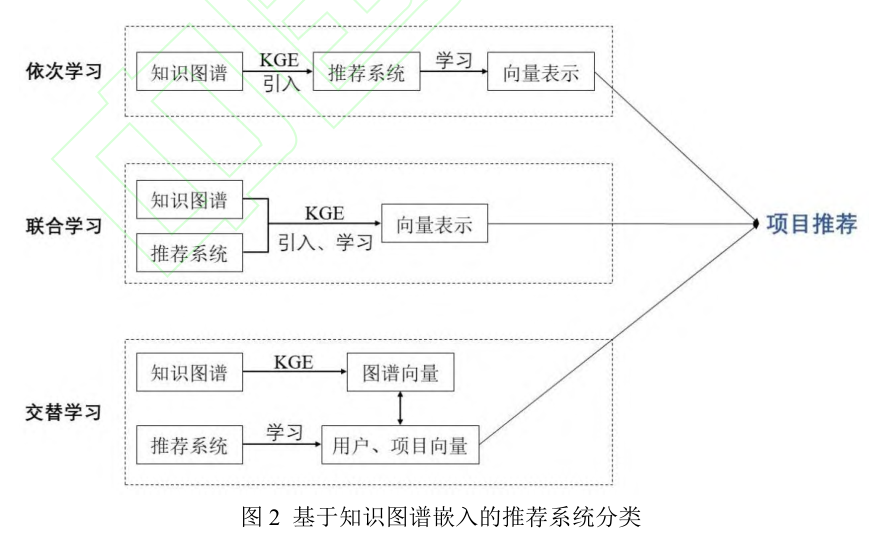 依次学习
知识图谱
KGE
引入
推荐系统
学习
向量表示
联合学习
知识图谱
推荐系统
KGE
引入、学习
向量表示
项目推荐
交替学习
知识图谱
KGE
图谱向量
推荐系统
学习
用户、项目向量
图 2 基于知识图谱嵌入的推荐系统分类